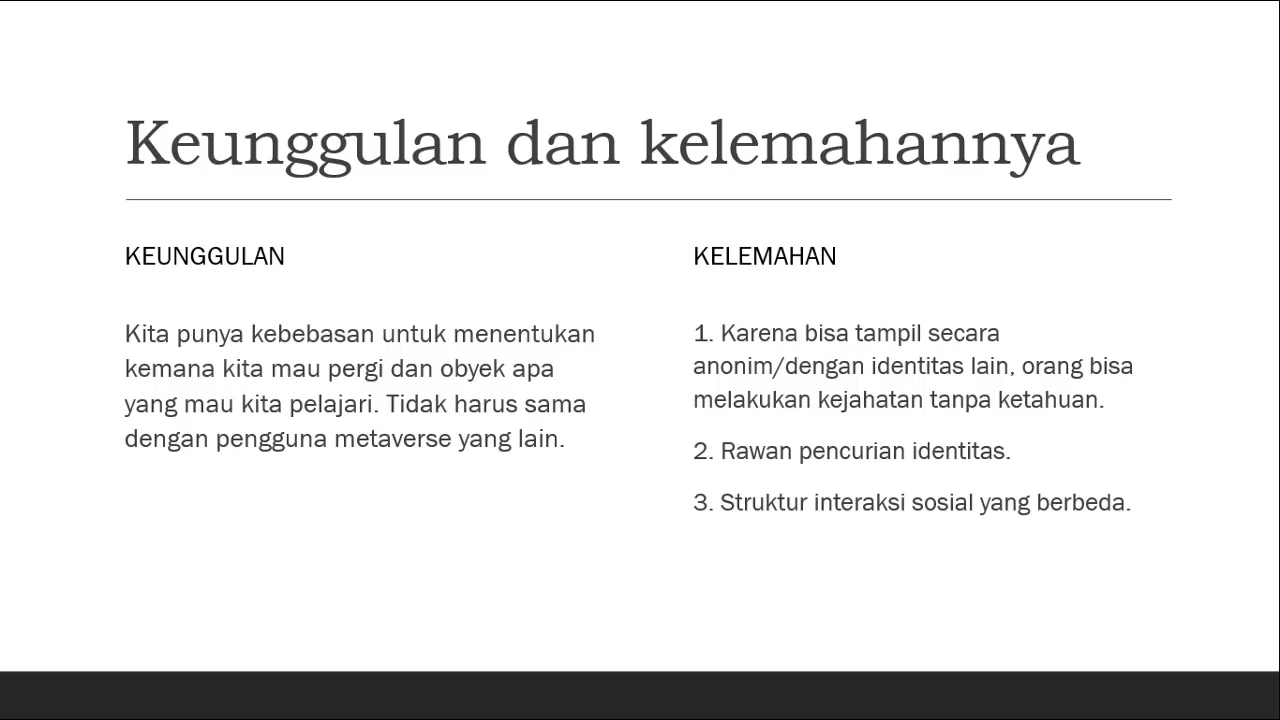 Keunggulan dan kelemahannya
KEUNGGULAN
Kita punya kebebasan untuk menentukan
kemana kita mau pergi dan obyek apa
yang mau kita pelajari. Tidak harus sama
dengan pengguna metaverse yang lain.
KELEMAHAN
1. Karena bisa tampil secara
anonim/dengan identitas lain, orang bisa
melakukan kejahatan tanpa ketahuan.
2. Rawan pencurian identitas.
3. Struktur interaksi sosial yang berbeda.